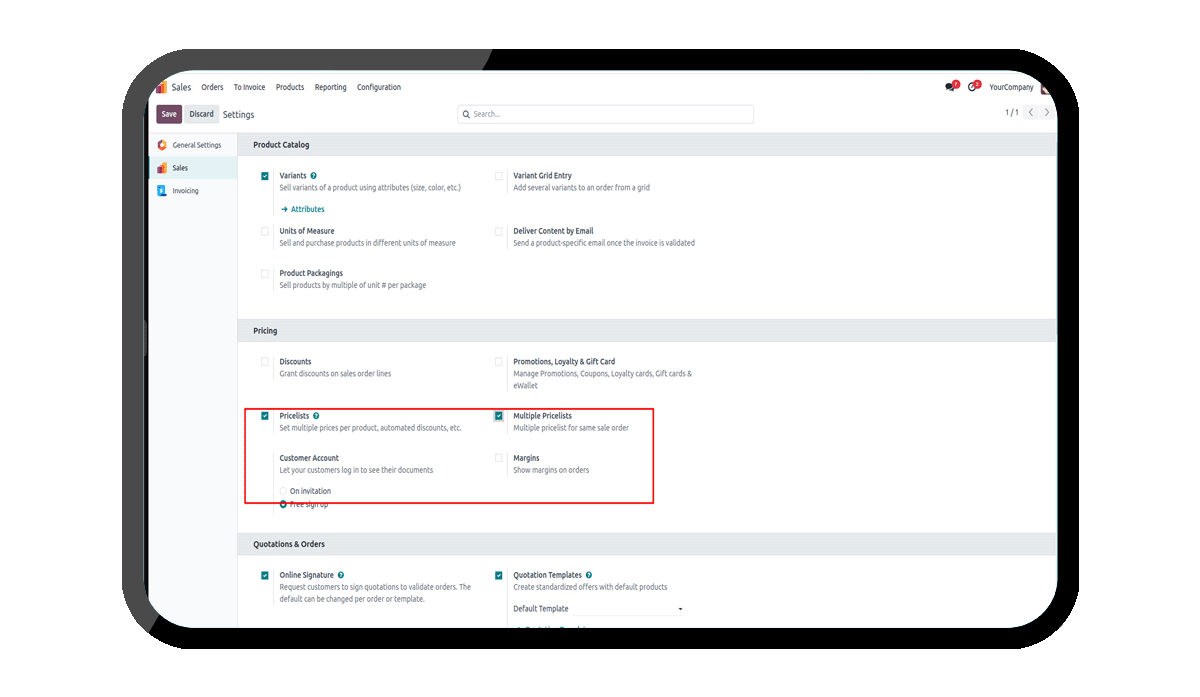 Sales Orders To Invoice Products Reporting Configuration YourCompany
Save Discard Settings Search... 1 / 1
General Settings
Sales
Invoicing
Product Catalog
Variants
Sell variants of a product using attributes (size, color, etc.)
Attributes
Variant Grid Entry
Add several variants to an order from a grid
Units of Measure
Sell and purchase products in different units of measure
Deliver Content by Email
Send a product-specific email once the invoice is validated
Product Packagings
Sell products by multiple of unit # per package
Pricing
Discounts
Grant discounts on sales order lines
Promotions, Loyalty & Gift Card
Manage Promotions, Coupons, Loyalty cards, Gift cards &
eWallet
Pricelists
Set multiple prices per product, automated discounts, etc.
Multiple Pricelists
Multiple pricelist for same sale order
Customer Account
Let your customers log in to see their documents
On invitation
Free sign up
Margins
Show margins on orders
Quotations & Orders
Online Signature
Request customers to sign quotations to validate orders. The
default can be changed per order or template.
Quotation Templates
Create standardized offers with default products
Default Template